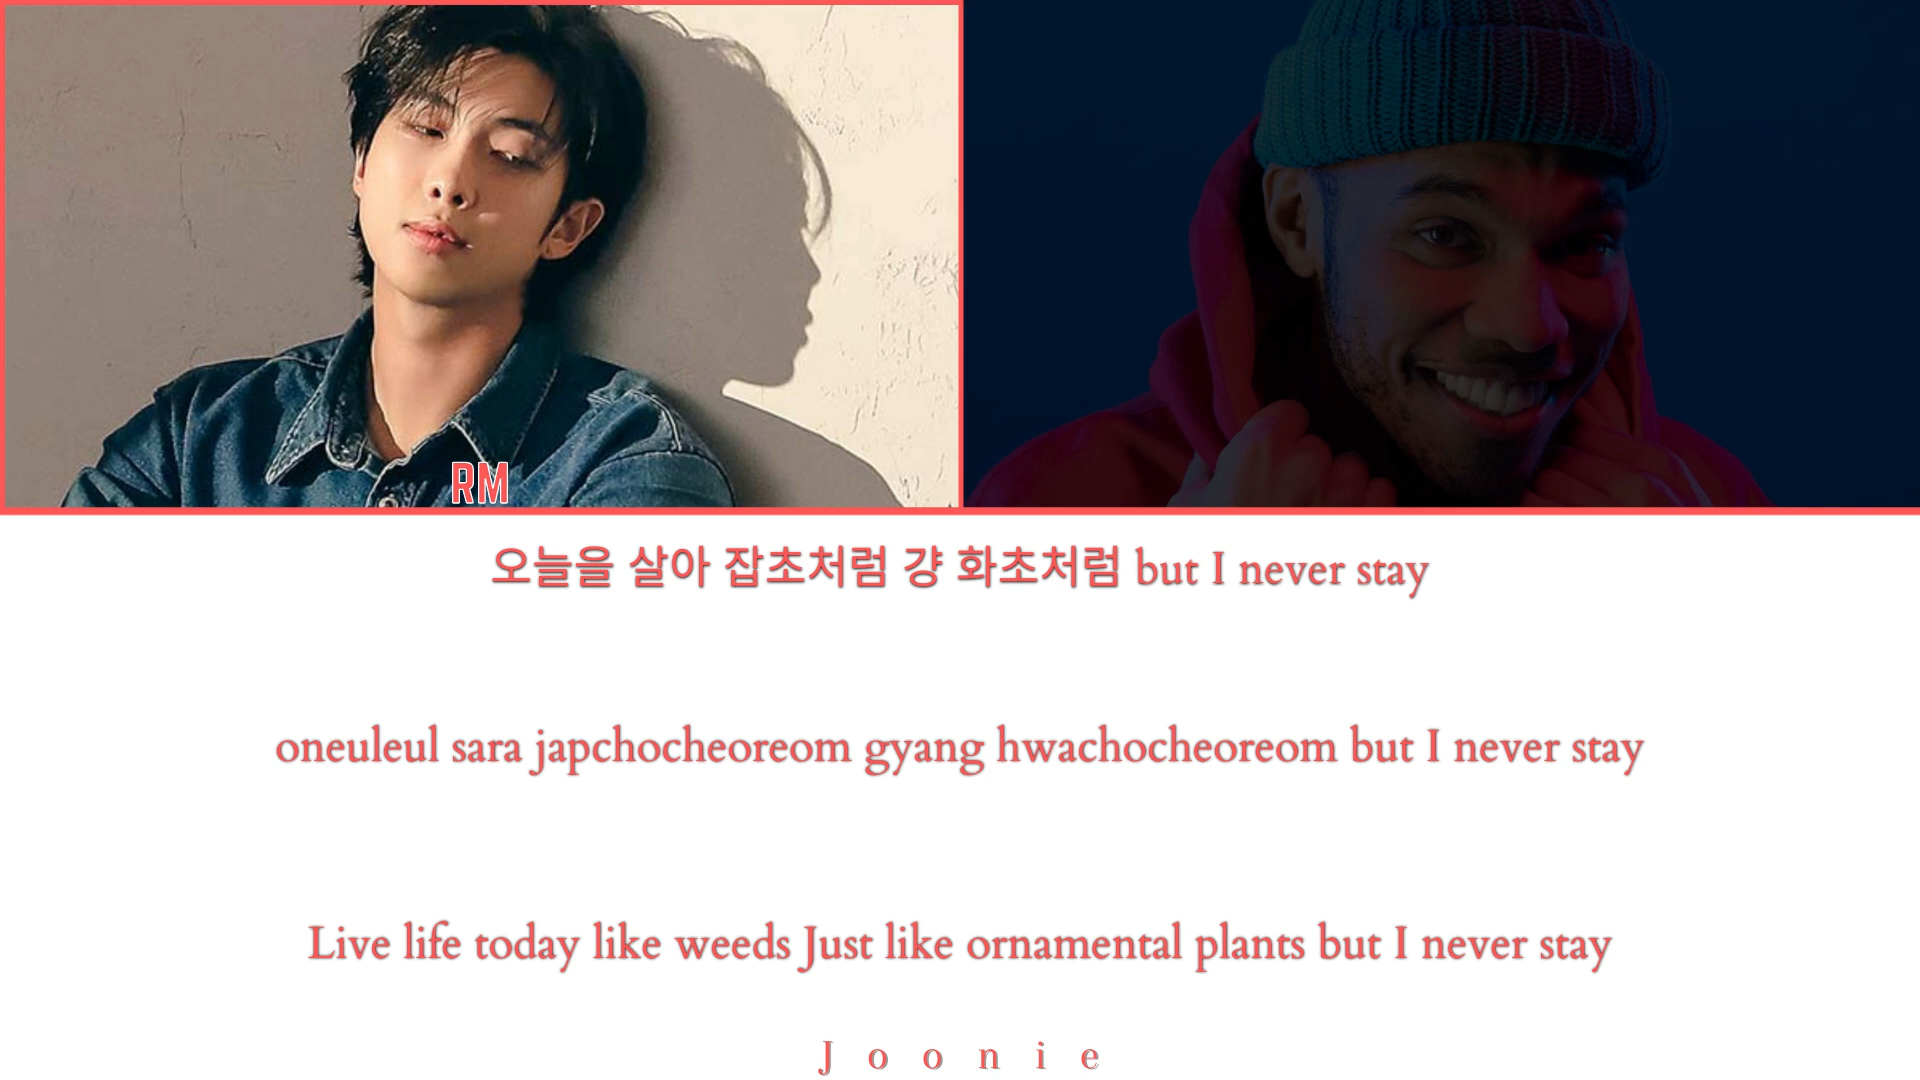 RM
오늘을 살아 잡초처럼 걍 화초처럼 but I never stay
oneuleul sara japchocheoreom gyang hwachocheoreom but I never stay
Live life today like weeds Just like ornamental plants but I never stay
Joonie